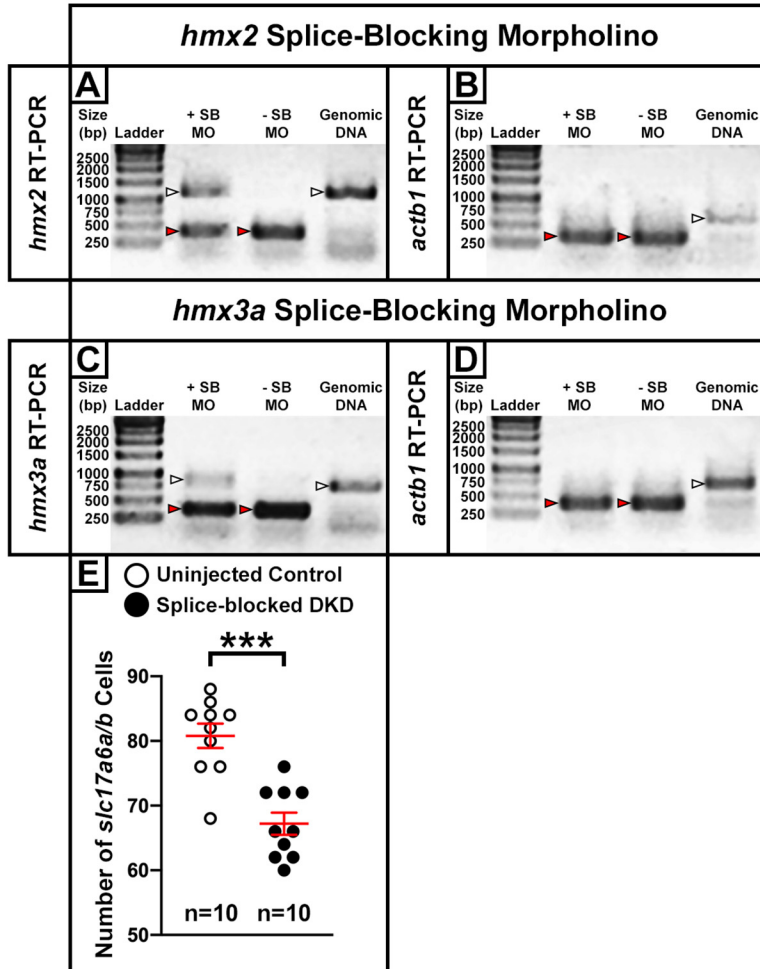 hmx2 Splice-Blocking Morpholino
A
hmx2 RT-PCR
Size (bp)
Ladder
+ SB MO
- SB MO
Genomic DNA
2500
2000
1500
1000
750
500
250
B
actb1 RT-PCR
Size (bp)
Ladder
+ SB MO
- SB MO
Genomic DNA
2500
2000
1500
1000
750
500
250
hmx3a Splice-Blocking Morpholino
C
hmx3a RT-PCR
Size (bp)
Ladder
+ SB MO
- SB MO
Genomic DNA
2500
2000
1500
1000
750
500
250
D
actb1 RT-PCR
Size (bp)
Ladder
+ SB MO
- SB MO
Genomic DNA
2500
2000
1500
1000
750
500
250
E
Uninjected Control
Splice-blocked DKD
***
Number of slc17a6a/b Cells
90
80
70
60
50
n=10
n=10